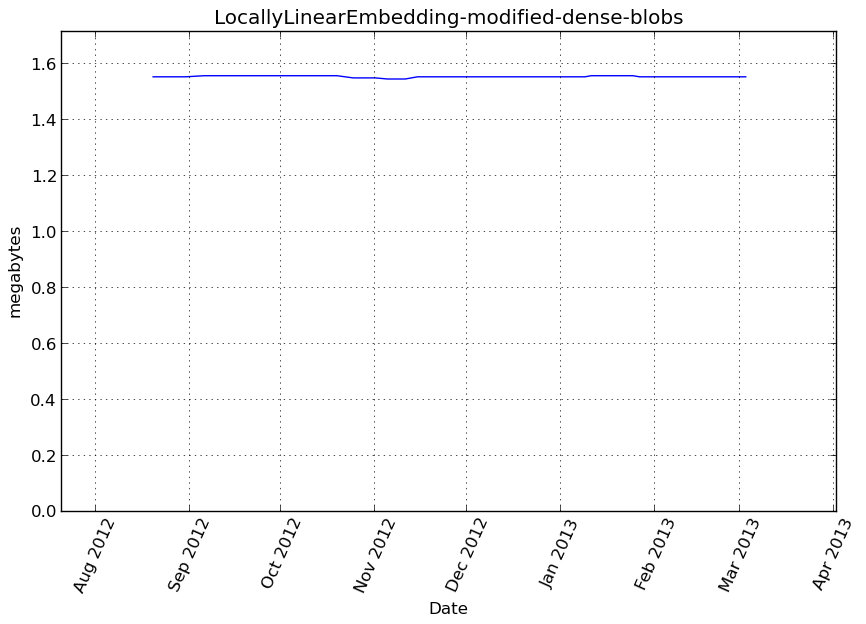 LocallyLinearEmbedding-modified-dense-blobs
1.6
1.4
1.2
1.0
0.8
0.6
0.4
0.2
0.0
megabytes
Aug 2012
Sep 2012
Oct 2012
Nov 2012
Dec 2012
Jan 2013
Feb 2013
Mar 2013
Apr 2013
Date